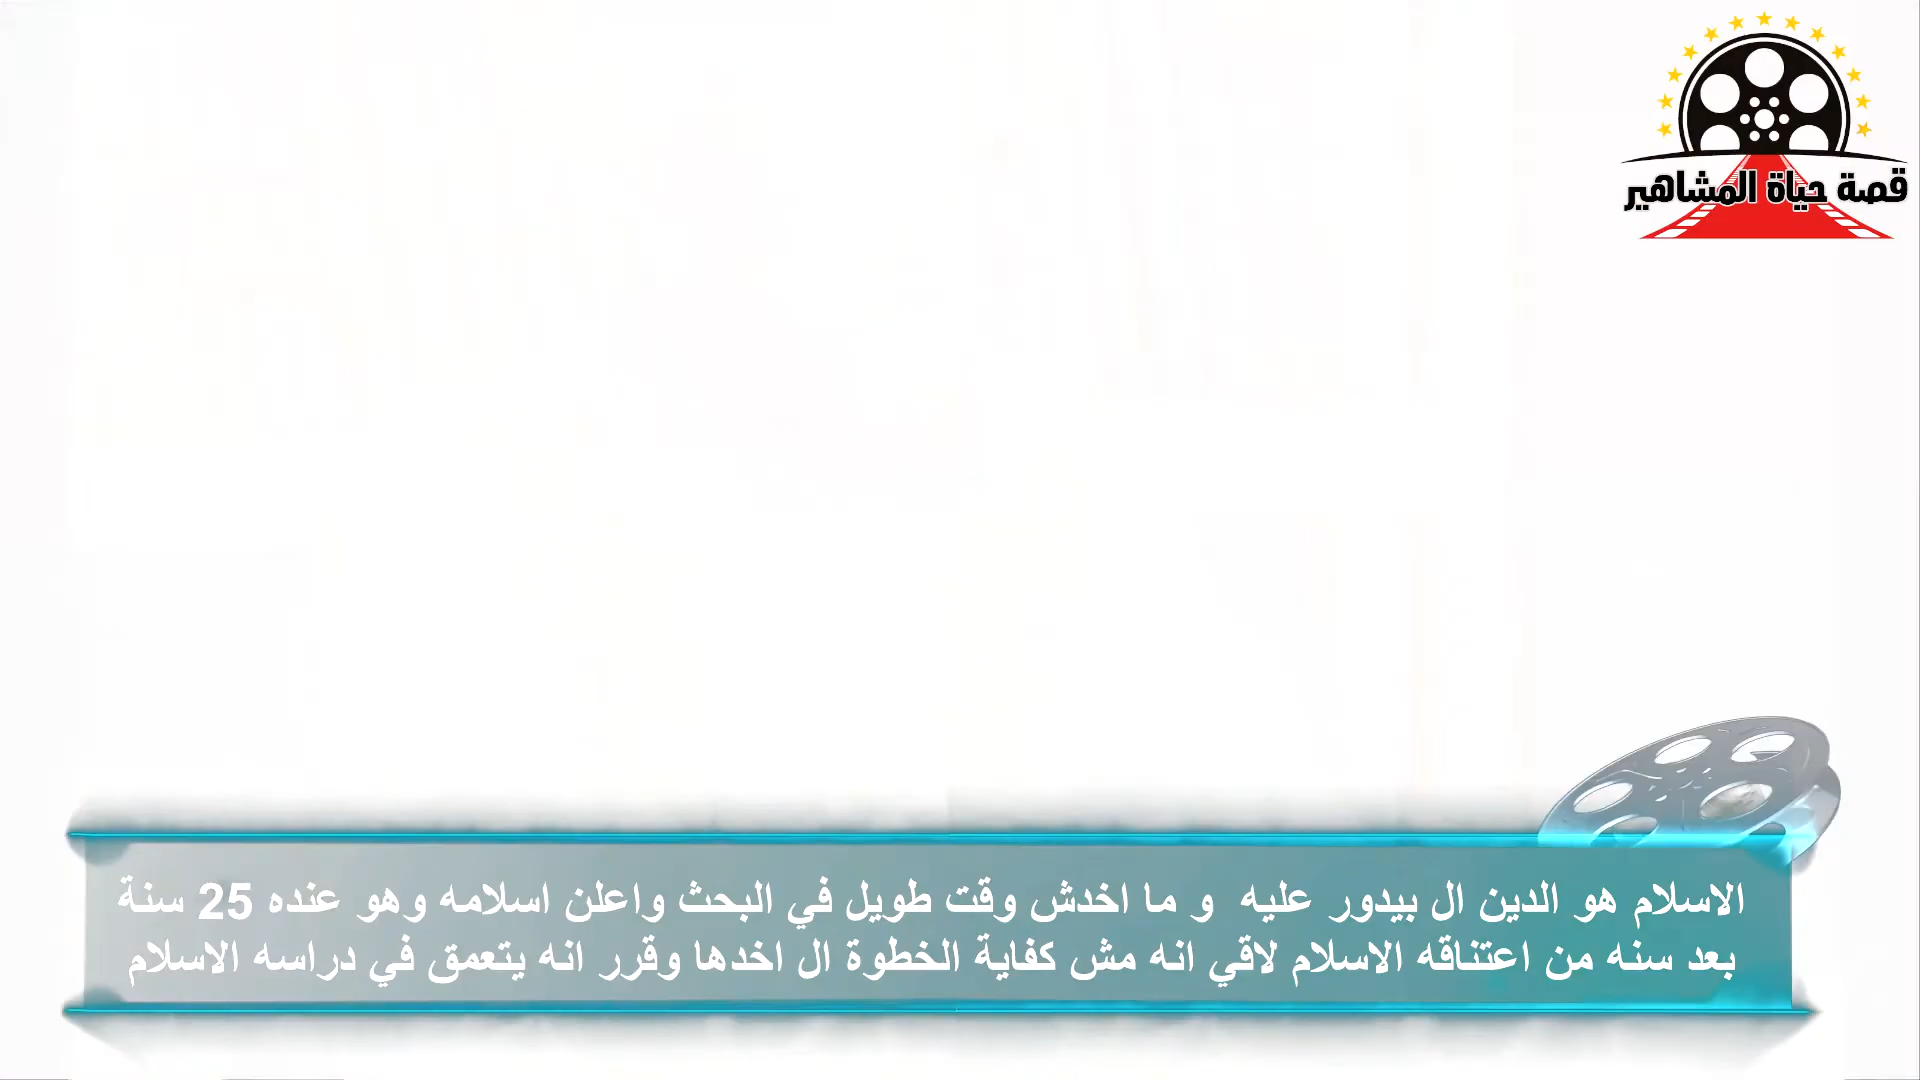 قصة حياة المشاهير
الاسلام هو الدين ال بيدور عليه و ما اخدش وقت طويل في البحث واعلن اسلامه وهو عنده 25 سنة
بعد سنه من اعتناقه الاسلام لاقي انه مش كفاية الخطوة ال اخدها وقرر انه يتعمق في دراسه الاسلام